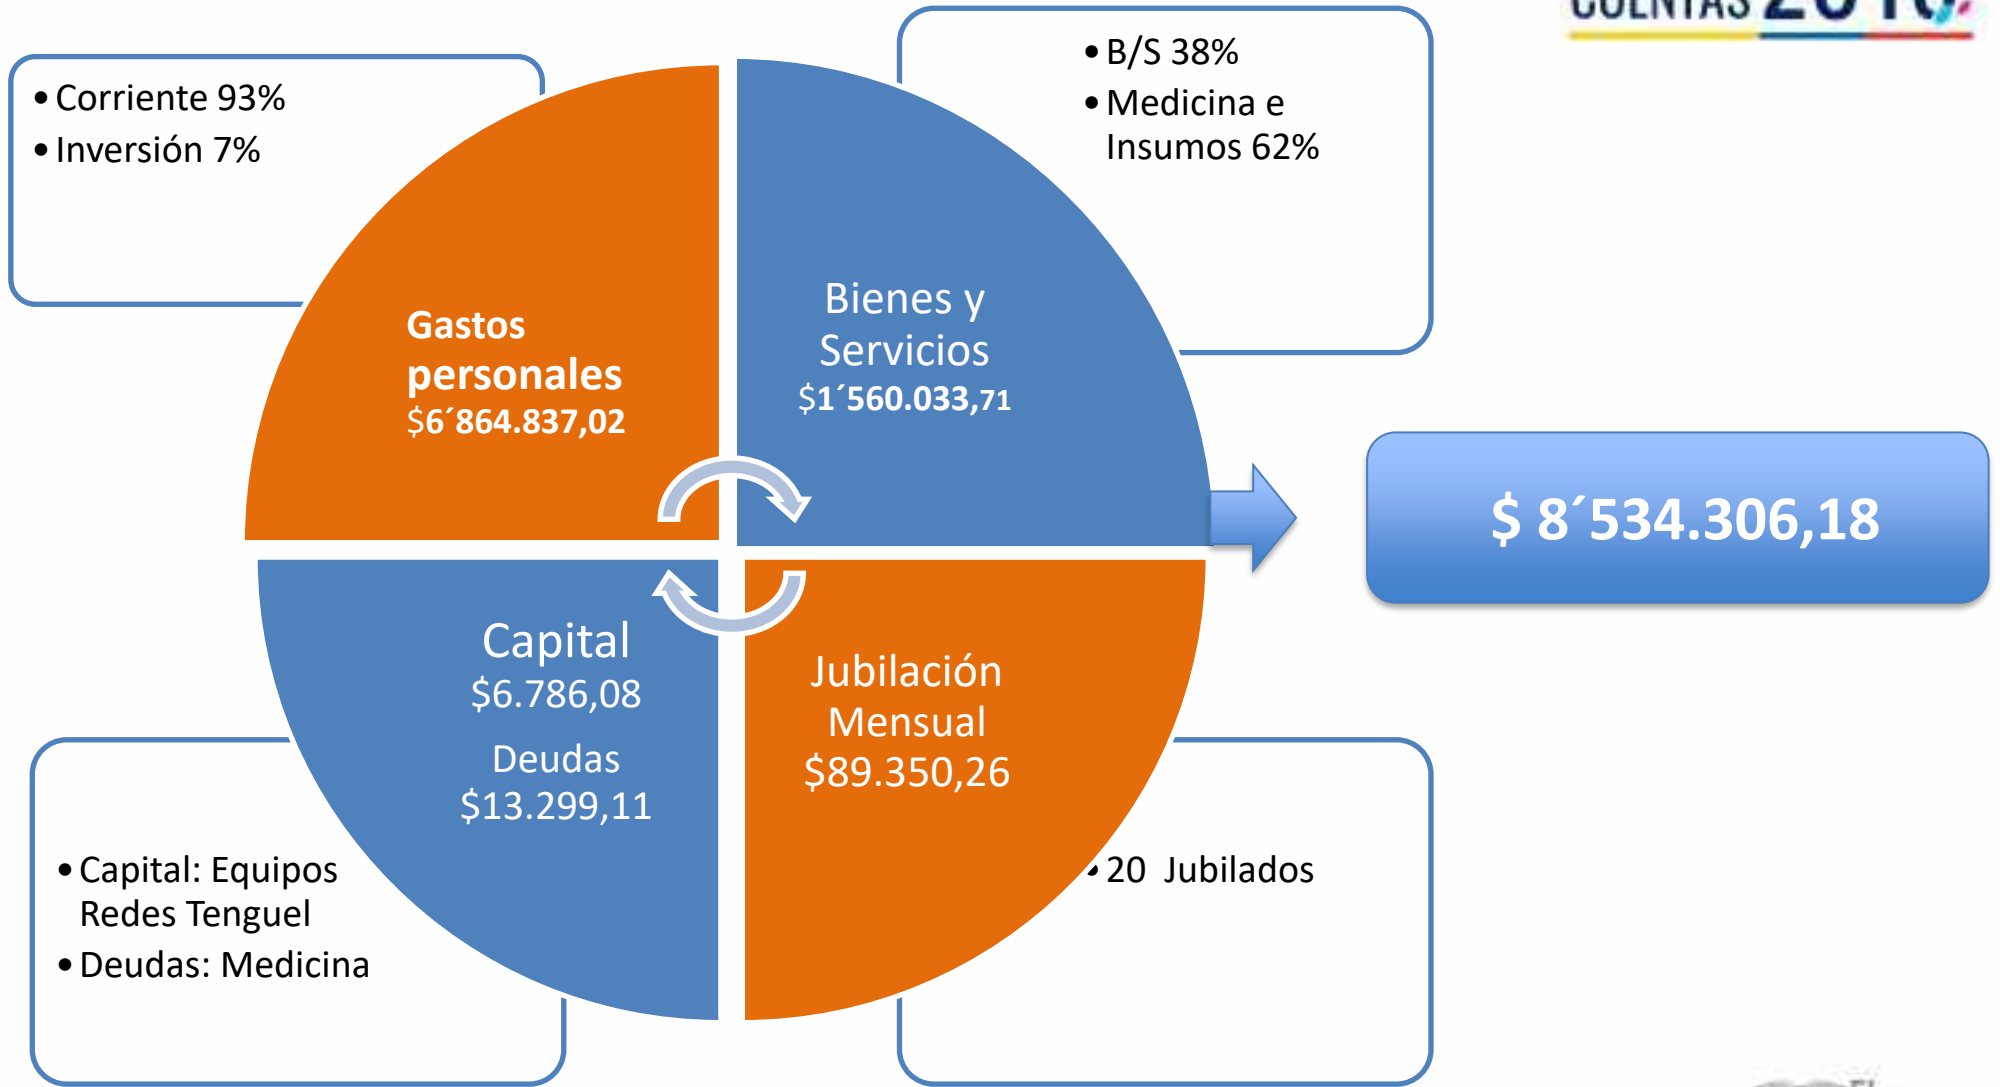 CUENTAS
• Corriente 93%
• Inversión 7%
• B/S 38%
• Medicina e
Insumos 62%
Gastos
personales
$6´864.837,02
Bienes y
Servicios
$1´560.033,71
$ 8´534.306,18
Capital
$6.786,08
Deudas
$13.299,11
Jubilación
Mensual
$89.350,26
• Capital: Equipos
Redes Tenguel
• Deudas: Medicina
• 20 Jubilados